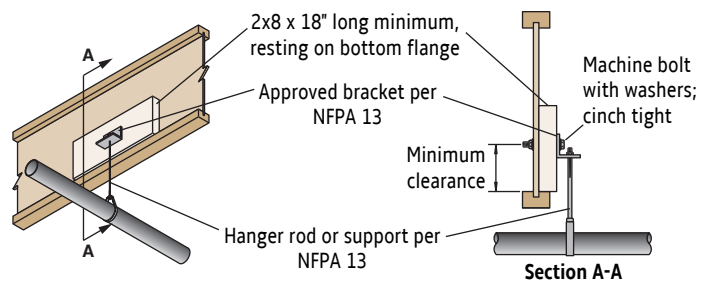 A
2x8 x 18" long minimum,
resting on bottom flange
Approved bracket per
NFPA 13
Machine bolt
with washers;
cinch tight
Minimum
clearance
A
Hanger rod or support per
NFPA 13
Section A-A